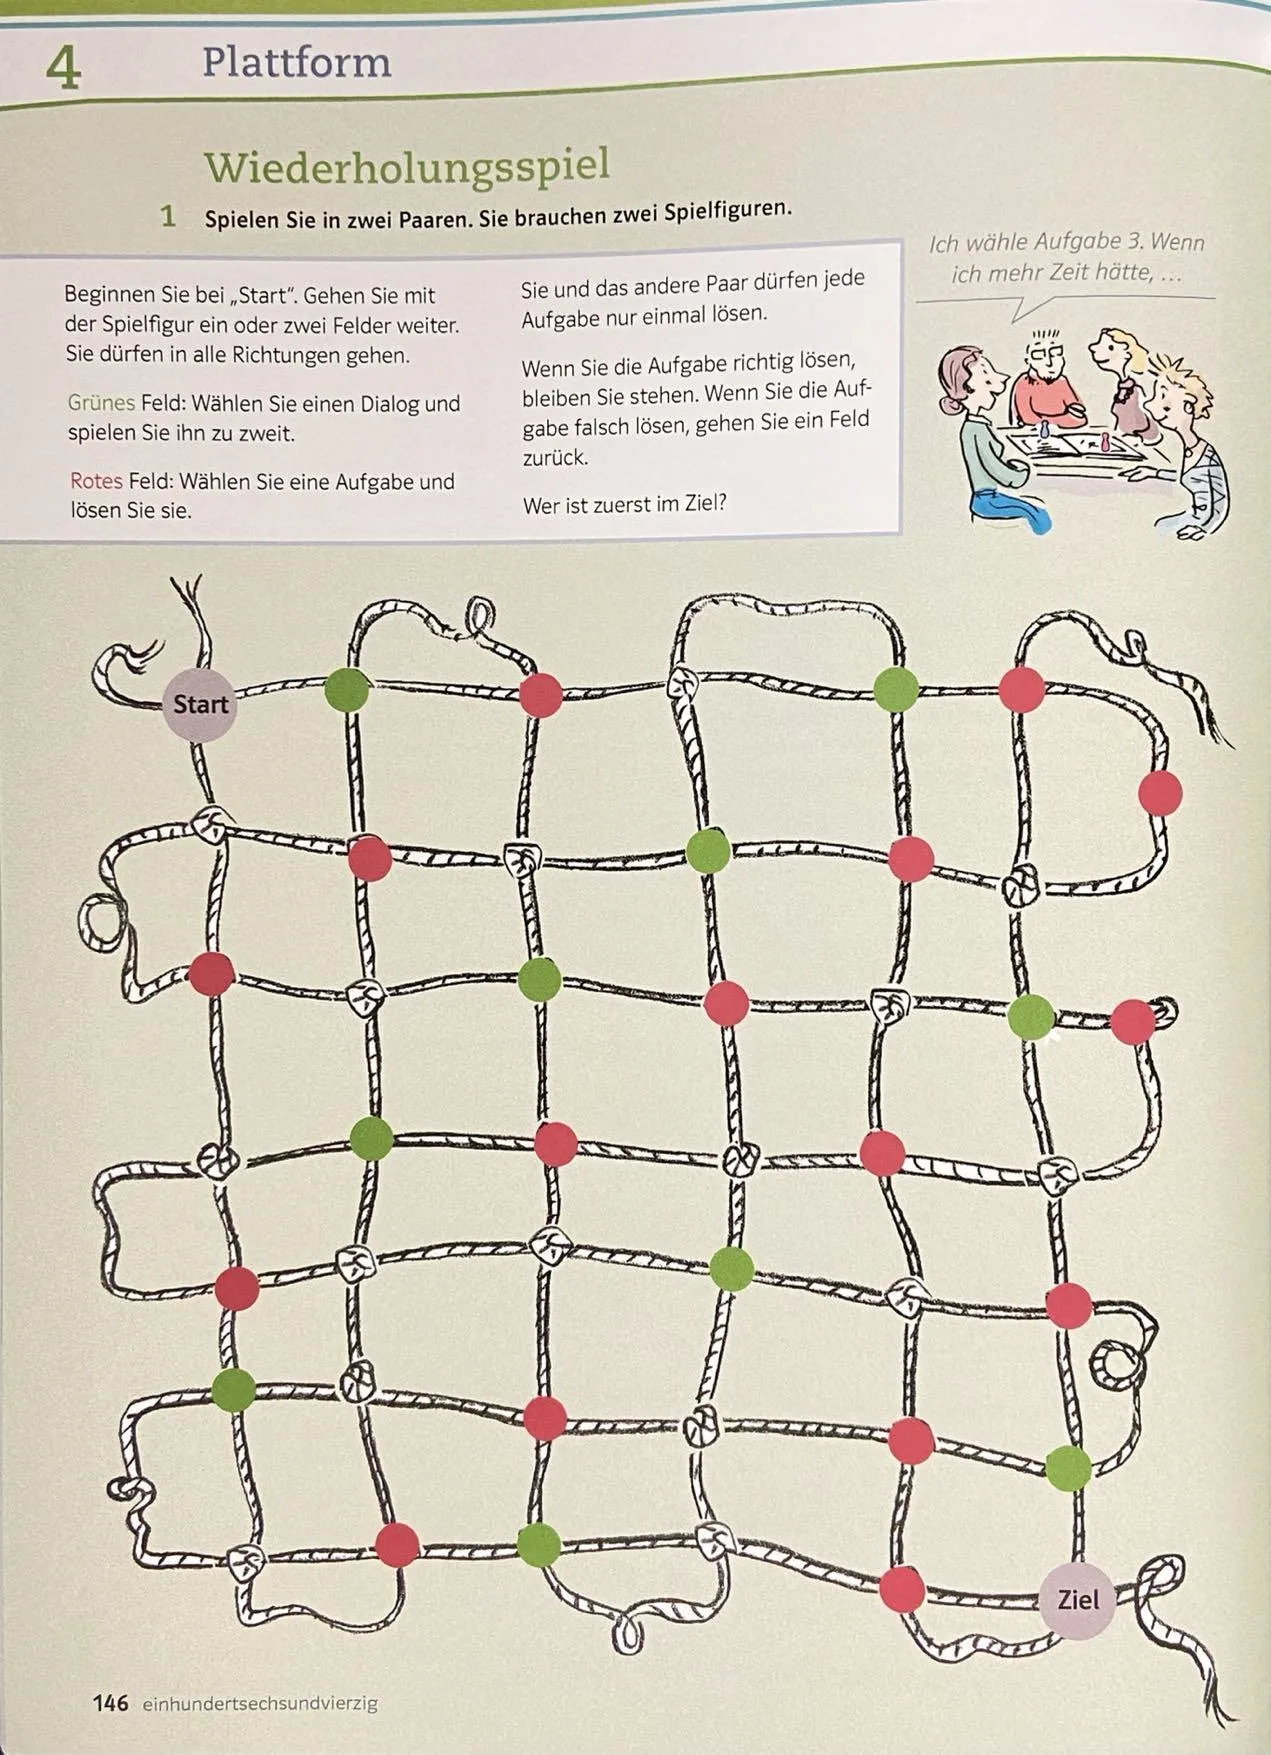 4 Plattform
Wiederholungsspiel
1 Spielen Sie in zwei Paaren. Sie brauchen zwei Spielfiguren.
Beginnen Sie bei „Start“. Gehen Sie mit
der Spielfigur ein oder zwei Felder weiter.
Sie dürfen in alle Richtungen gehen.
Grünes Feld: Wählen Sie einen Dialog und
spielen Sie ihn zu zweit.
Rotes Feld: Wählen Sie eine Aufgabe und
lösen Sie sie.
Sie und das andere Paar dürfen jede
Aufgabe nur einmal lösen.
Wenn Sie die Aufgabe richtig lösen,
bleiben Sie stehen. Wenn Sie die Auf-
gabe falsch lösen, gehen Sie ein Feld
zurück.
Wer ist zuerst im Ziel?
Ich wähle Aufgabe 3. Wenn
ich mehr Zeit hätte, …
Start
Ziel
146 einhundertsechsundvierzig